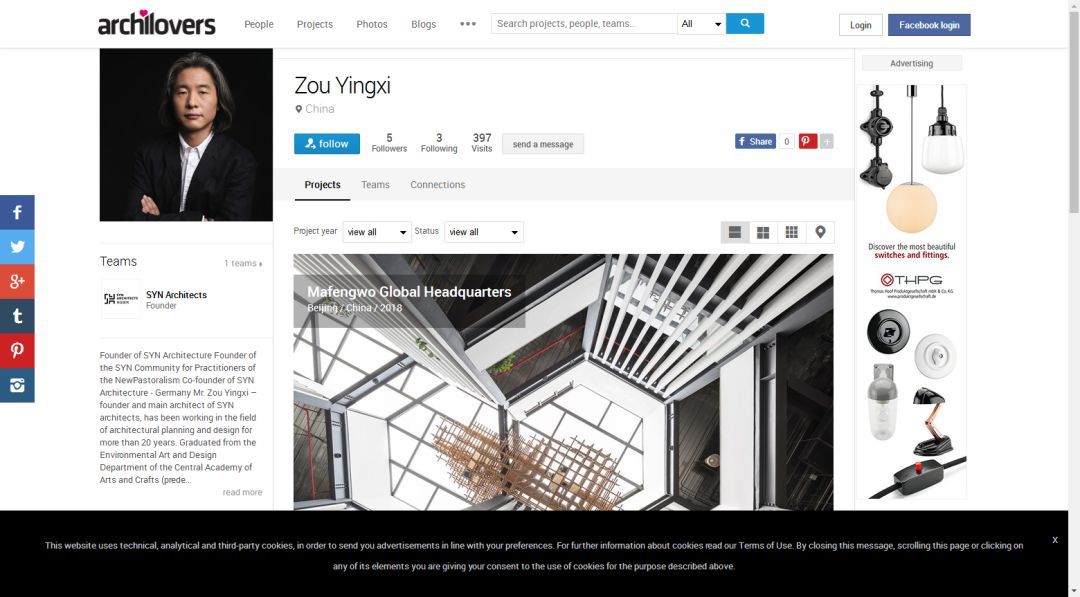 archilovers
People
Projects
Photos
Blogs
Search projects, people, teams..
All
Login
Facebook login
Zou Yingxi
China
follow
5
Followers
3
Following
397
Visits
send a message
Share
0
Projects
Teams
Connections
Project year
view all
Status
view all
Mafengwo Global Headquarters
Beijing / China / 2018
Teams
1 teams
SYN Architects
Founder
Founder of SYN Architecture Founder of
the SYN Community for Practitioners of
the NewPastoralism Co-founder of SYN
Architecture - Germany Mr. Zou Yingxi –
founder and main architect of SYN
architects, has been working in the field
of architectural planning and design for
more than 20 years. Graduated from the
Environmental Art and Design
Department of the Central Academy of
Arts and Crafts (prede...
read more
Advertising
Discover the most beautiful
switches and fittings.
THPG
Thomas Hoof Produktgesellschaft mbH & Co. KG
www.produktgesellschaft.de
This website uses technical, analytical and third-party cookies, in order to send you advertisements in line with your preferences. For further information about cookies read our Terms of Use. By closing this message, scrolling this page or clicking on
any of its elements you are giving your consent to the use of cookies for the purpose described above.
x